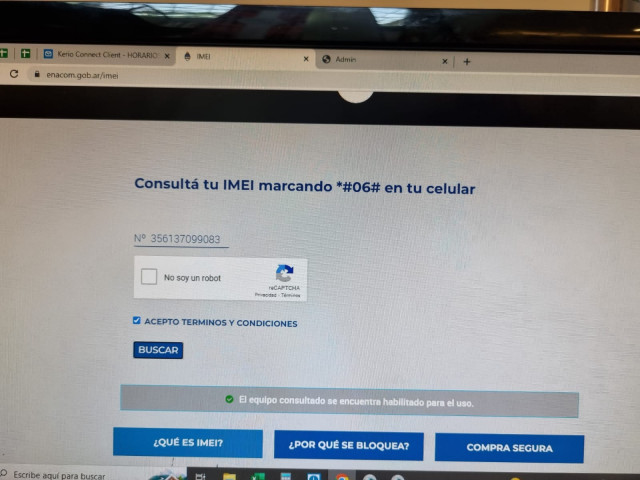 Kerio Connect Client - HORARIO
IMEI
Admin
enacom.gob.ar/imei
Consultá tu IMEI marcando *#06# en tu celular
Nº 356137099083
No soy un robot
reCAPTCHA
Privacidad - Términos
ACEPTO TERMINOS Y CONDICIONES
BUSCAR
El equipo consultado se encuentra habilitado para el uso.
¿QUÉ ES IMEI?
¿POR QUÉ SE BLOQUEA?
COMPRA SEGURA
Escribe aquí para buscar